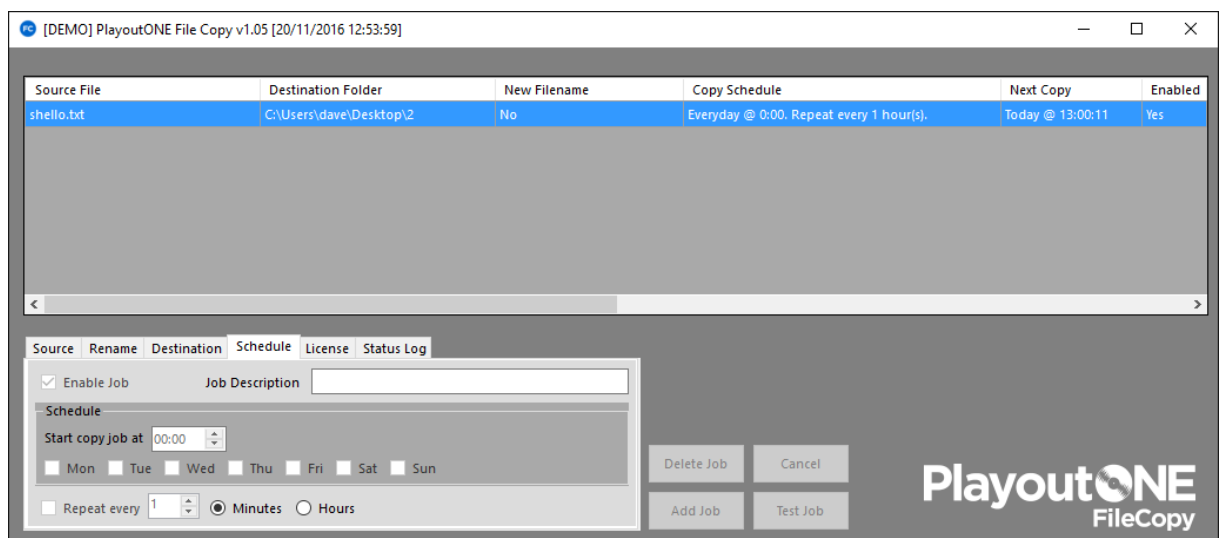 FC [DEMO] PlayoutONE File Copy v1.05 [20/11/2016 12:53:59]
Source File Destination Folder New Filename Copy Schedule Next Copy Enabled
shello.txt C:\Users\dave\Desktop\2 No Everyday @ 0:00. Repeat every 1 hour(s). Today @ 13:00:11 Yes
Source Rename Destination Schedule License Status Log
Enable Job Job Description
Schedule
Start copy job at 00:00
Mon Tue Wed Thu Fri Sat Sun
Repeat every 1 Minutes Hours
Delete Job Cancel
Add Job Test Job
PlayoutONE
FileCopy